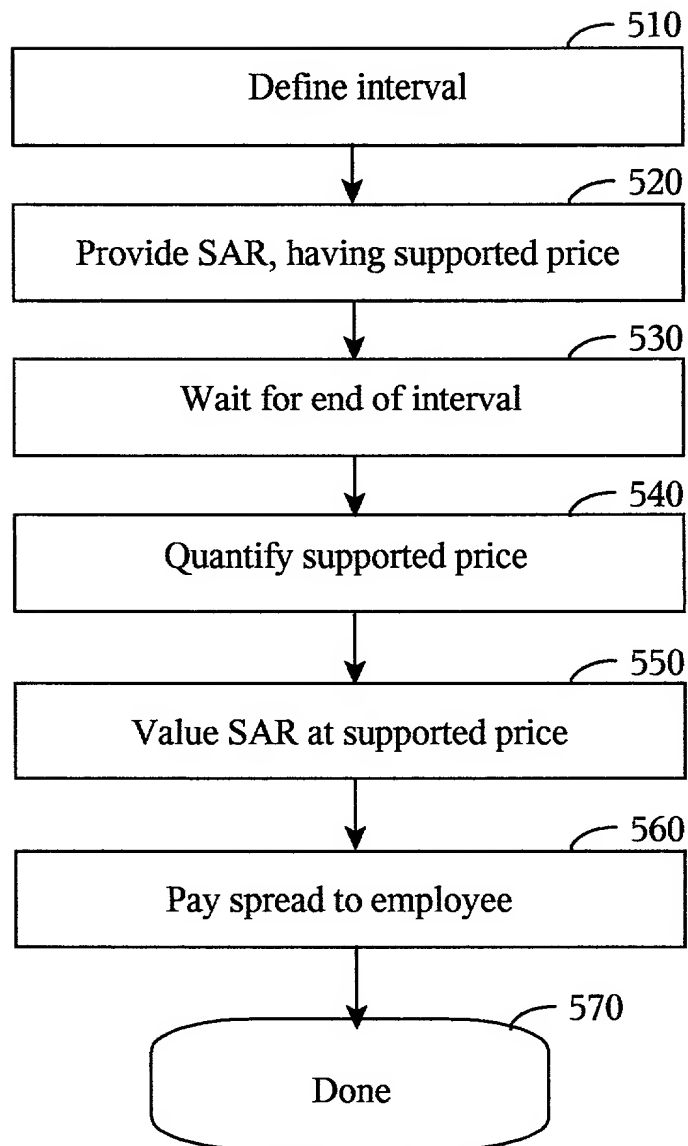 510
Define interval
520
Provide SAR, having supported price
530
Wait for end of interval
540
Quantify supported price
550
Value SAR at supported price
560
Pay spread to employee
570
Done